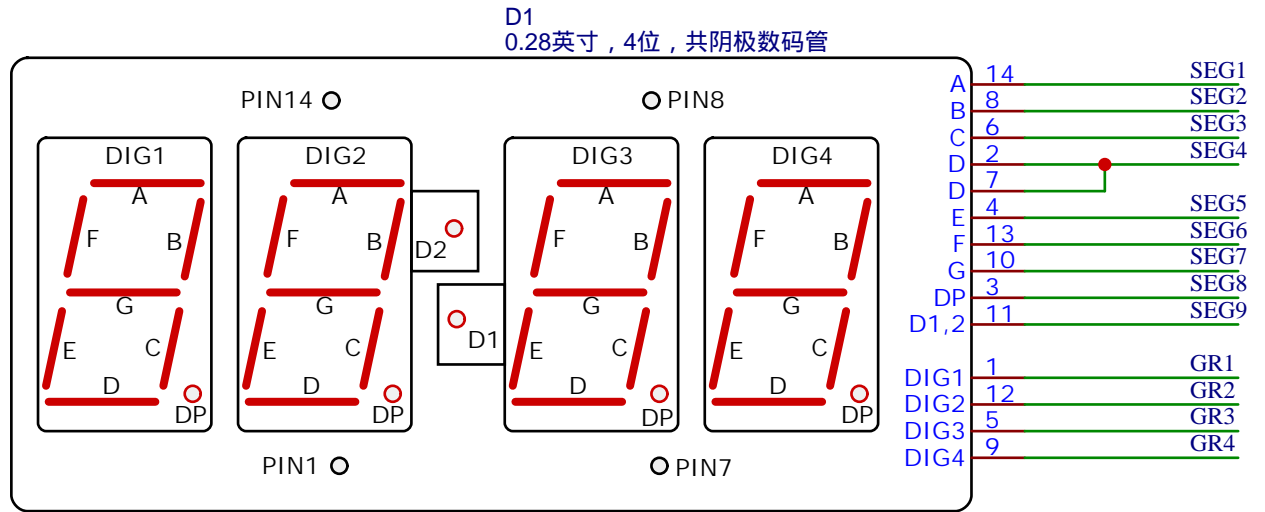 D1
0.28英寸，4位，共阴极数码管
PIN14
PIN8
DIG1
DIG2
DIG3
DIG4
A
A
A
A
F
B
F
B
F
B
F
B
D2
G
G
G
G
D1
E
C
E
C
E
C
E
C
D
D
D
D
DP
DP
DP
DP
PIN1
PIN7
A 14 SEG1
B 8 SEG2
C 6 SEG3
D 2 SEG4
D 7
E 4 SEG5
F 13 SEG6
G 10 SEG7
DP 3 SEG8
D1,2 11 SEG9
DIG1 1 GR1
DIG2 12 GR2
DIG3 5 GR3
DIG4 9 GR4